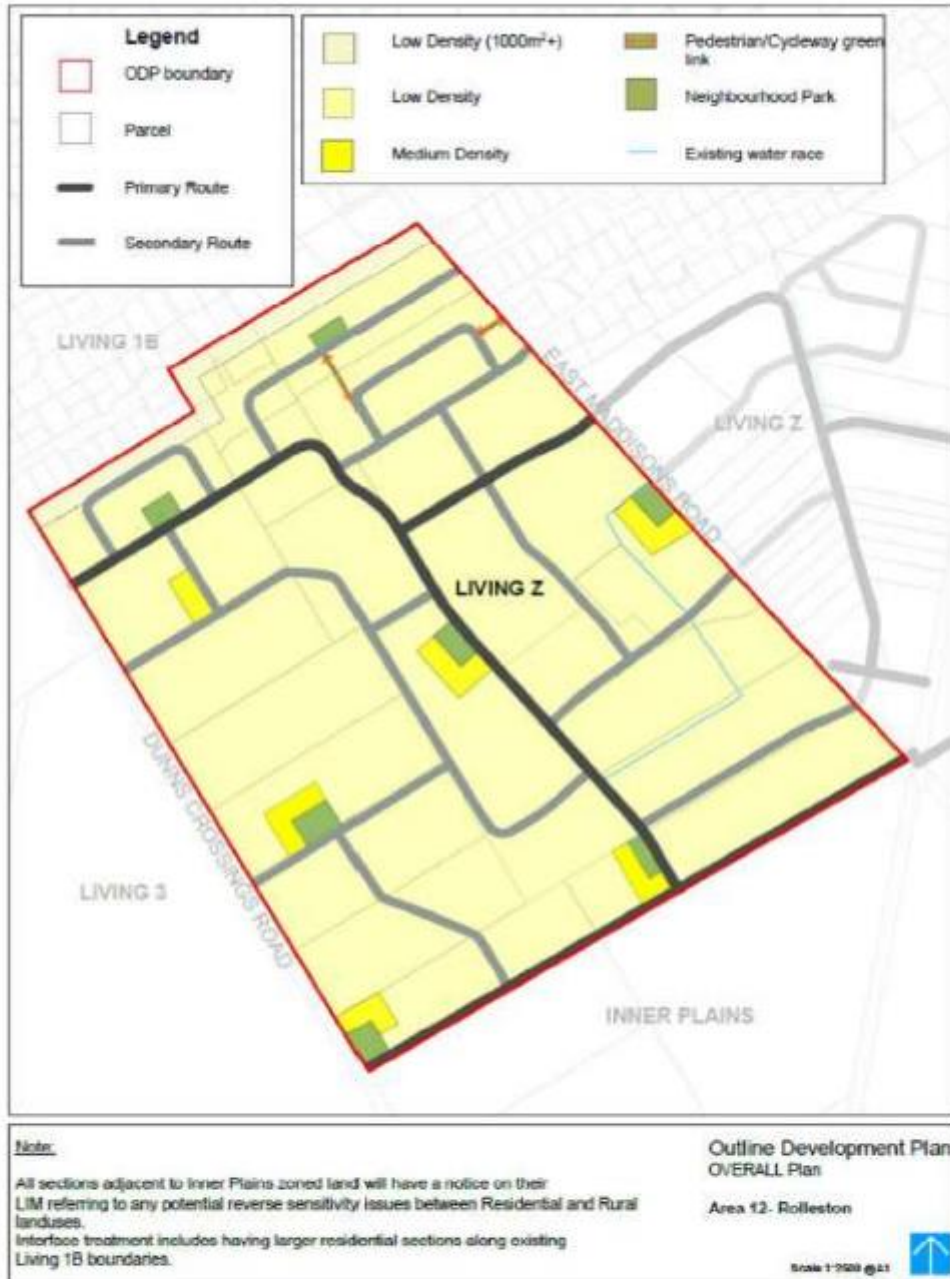 Legend
ODP boundary
Parcel
Primary Route
Secondary Route
Low Density (1000m²+)
Low Density
Medium Density
Pedestrian/Cycleway green
link
Neighbourhood Park
Existing water race
LIVING 1B
EAST MADDISONS ROAD
LIVING Z
LIVING Z
DUNNS CROSSINGS ROAD
LIVING 3
INNER PLAINS
Note:
All sections adjacent to Inner Plains zoned land will have a notice on their
LIM referring to any potential reverse sensitivity issues between Residential and Rural
landuses.
Interface treatment includes having larger residential sections along existing
Living 1B boundaries.
Outline Development Plan
OVERALL Plan
Area 12- Rolleston
Scale 1:2500 @A1